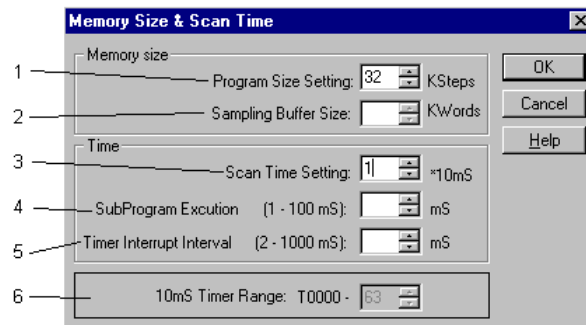 Memory Size & Scan Time
Memory size
1 Program Size Setting: 32 KSteps
2 Sampling Buffer Size: KWords
Time
3 Scan Time Setting: 1 *10mS
4 SubProgram Excution (1 - 100 mS): mS
5 Timer Interrupt Interval (2 - 1000 mS): mS
6 10mS Timer Range: T0000 - 63
OK
Cancel
Help